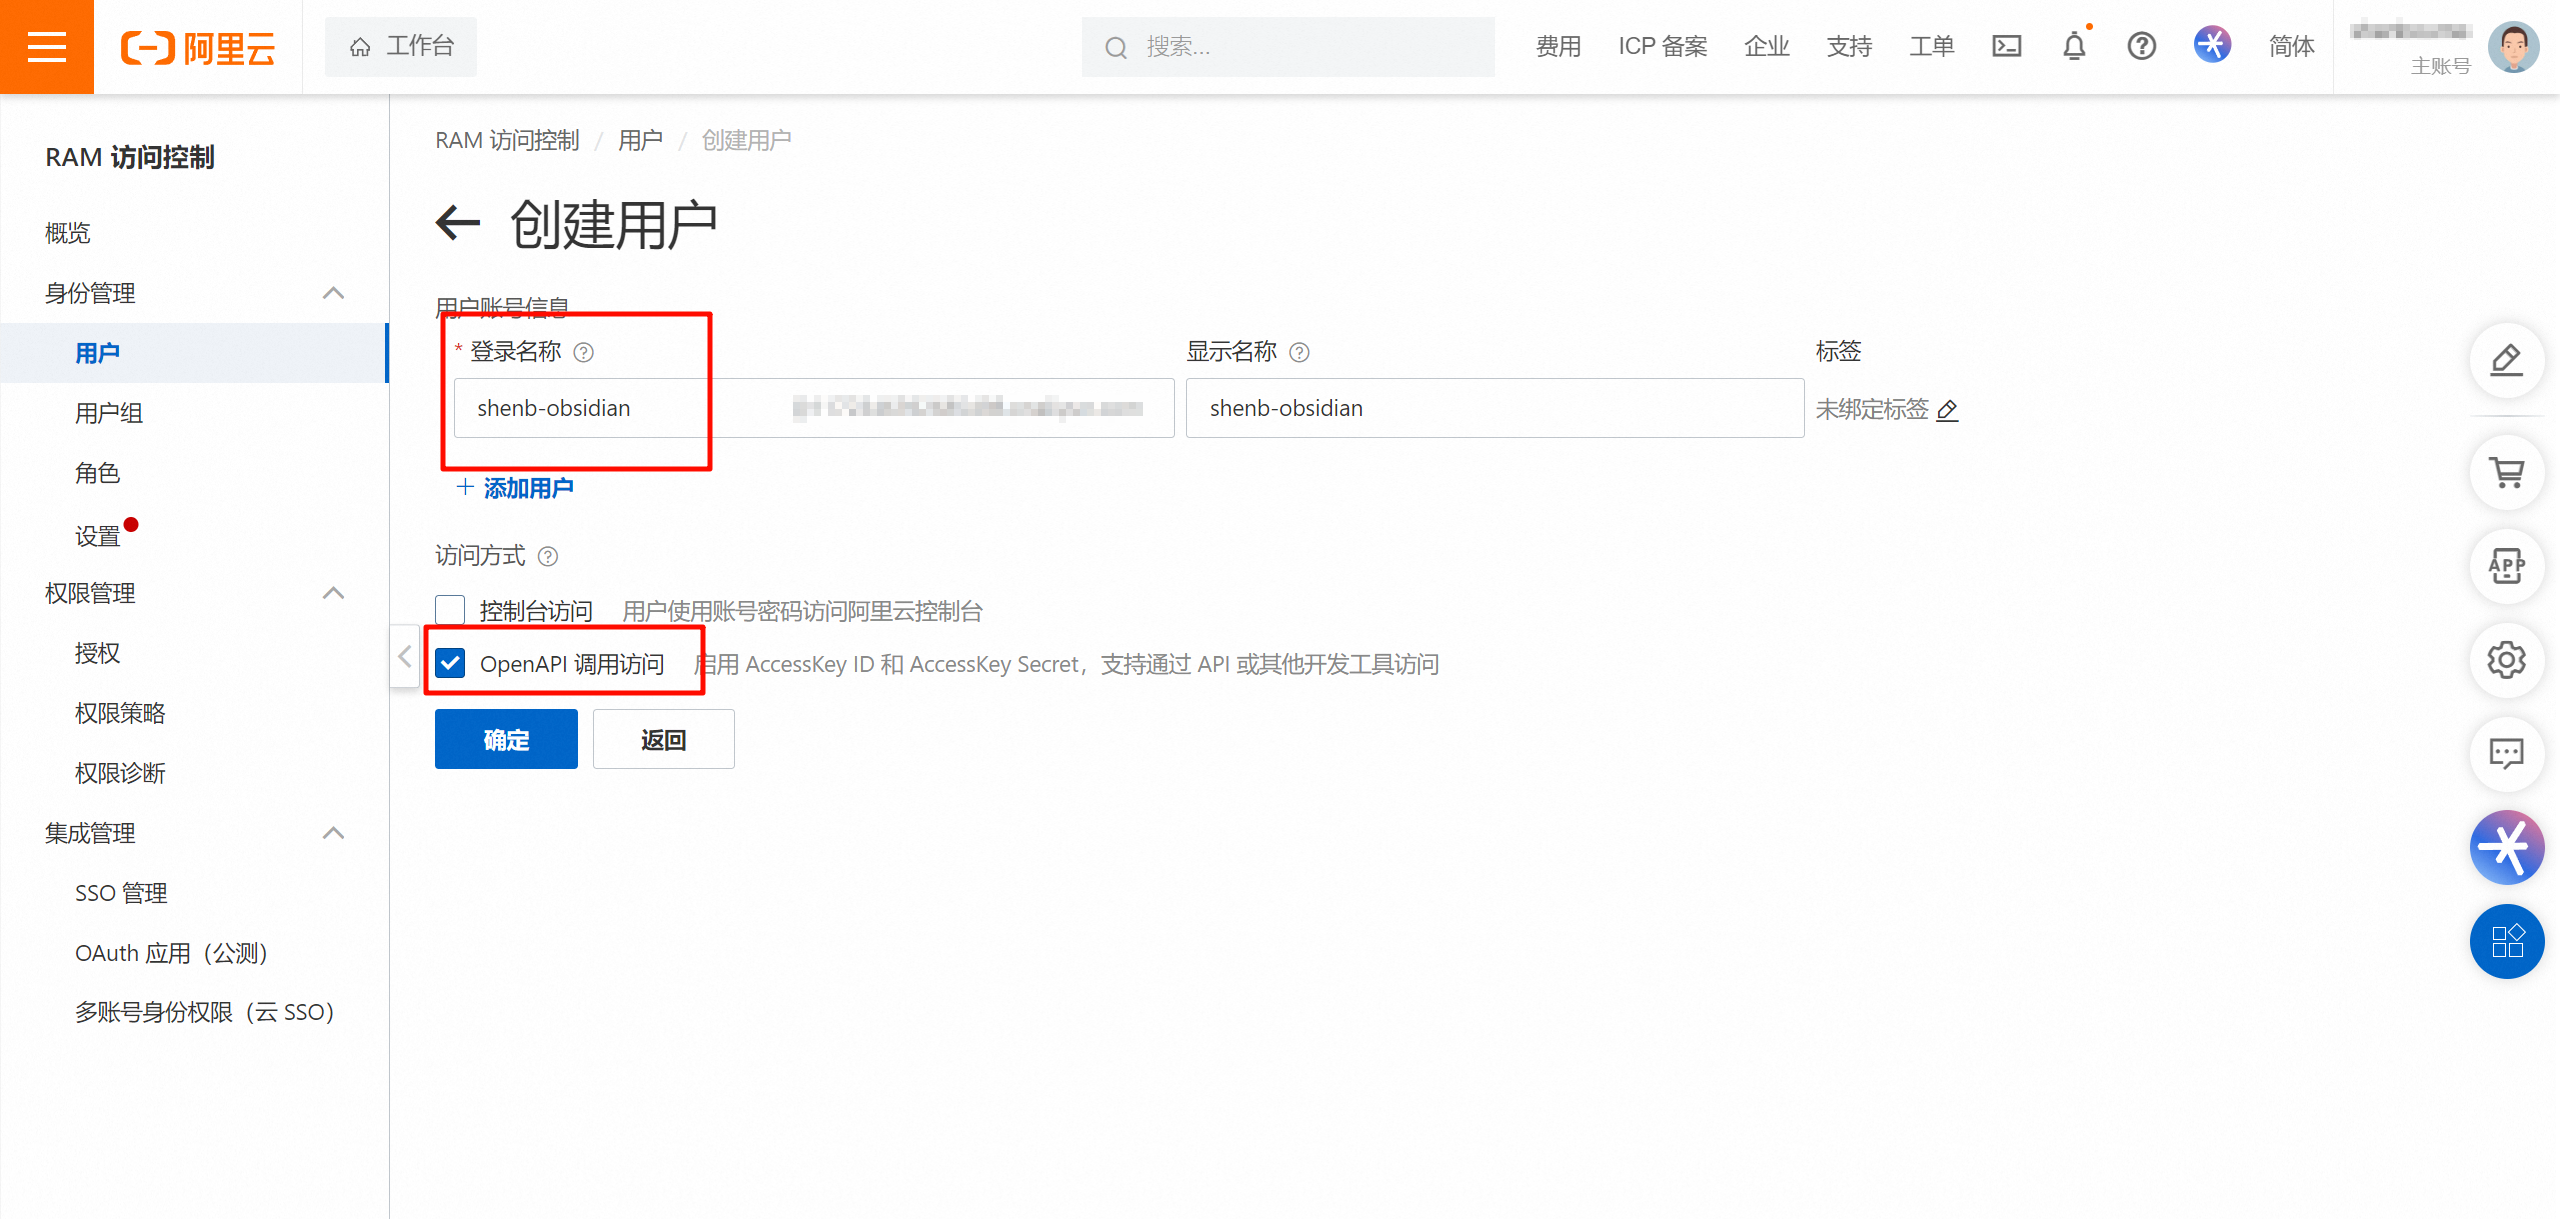 阿里云
工作台
搜索...
费用
ICP 备案
企业
支持
工单
简体
主账号
RAM 访问控制
概览
身份管理
用户
用户组
角色
设置
权限管理
授权
权限策略
权限诊断
集成管理
SSO 管理
OAuth 应用（公测）
多账号身份权限（云 SSO）
RAM 访问控制 / 用户 / 创建用户
创建用户
用户账号信息
* 登录名称
显示名称
标签
shenb-obsidian
shenb-obsidian
未绑定标签
+ 添加用户
访问方式
控制台访问 用户使用账号密码访问阿里云控制台
OpenAPI 调用访问 启用 AccessKey ID 和 AccessKey Secret，支持通过 API 或其他开发工具访问
确定
返回
APP